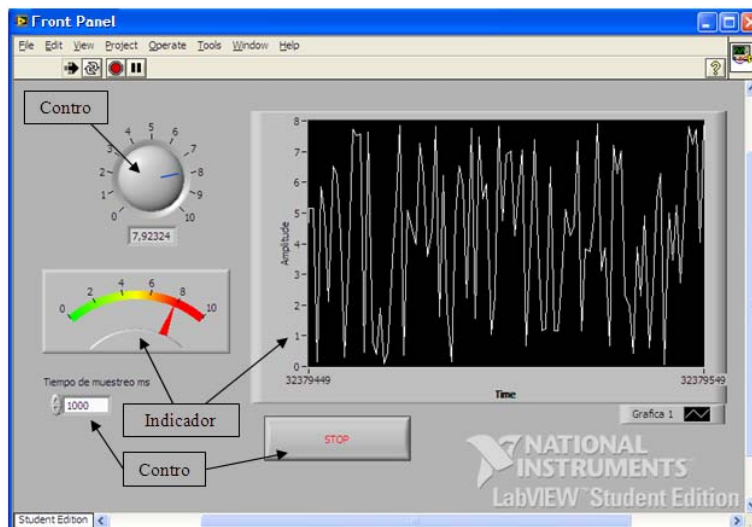 Front Panel
File Edit View Project Operate Tools Window Help
?
Contro
0 1 2 3 4 5 6 7 8 9 10
7,92324
0 2 4 6 8 10
Tiempo de muestreo ms
1000
Indicador
Contro
8
7
6
5
4
3
2
1
0
Amplitude
32379449 32379549
Time
Grafica 1
STOP
NATIONAL
INSTRUMENTS™
LabVIEW™ Student Edition
Student Edition